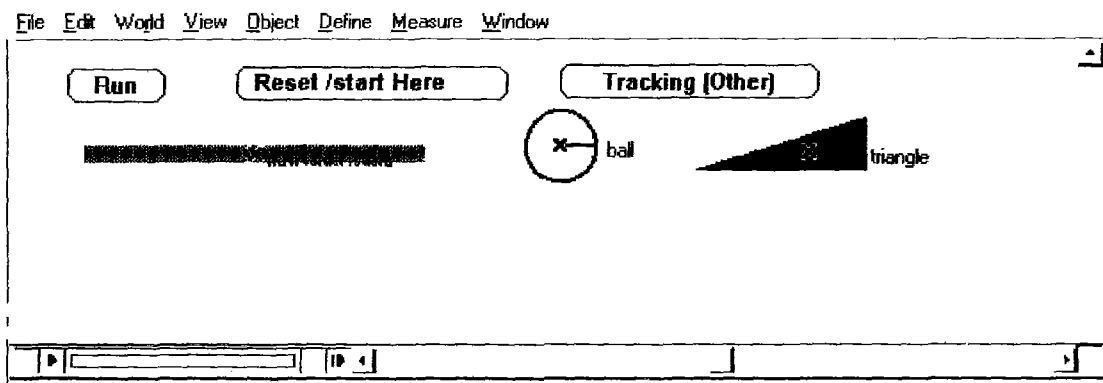 File Edit World View Object Define Measure Window
Run Reset /start Here Tracking (Other)
ball triangle